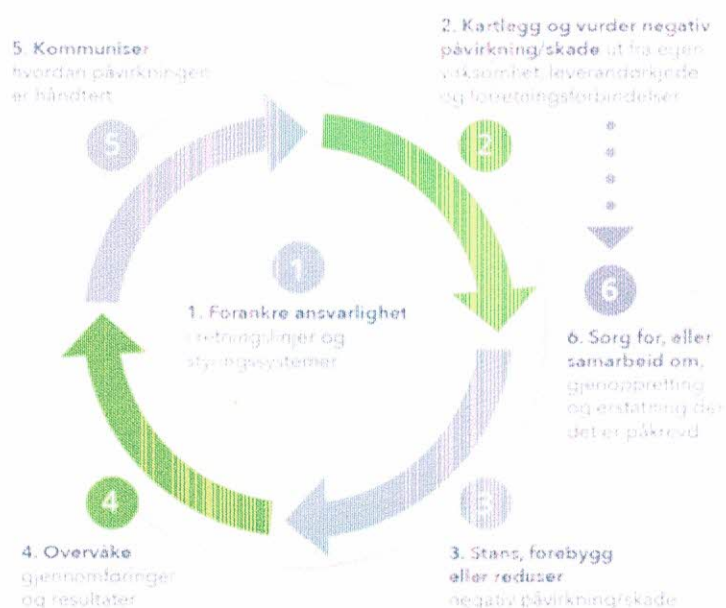 5. Kommuniser
hvordan påvirkningen
er håndtert
5
2. Kartlegg og vurder negativ
påvirkning/skade ut fra egen
virksomhet, leverandørkjede
og forretningsforbindelser
2
1
1. Forankre ansvarlighet
i retningslinjer og
styringssystemer
6
6. Sorg for, eller
samarbeid om,
gjenoppretting
og erstatning der
det er påkrevd
4
4. Overvåke
gjennomføringer
og resultater
3
3. Stans, forebygg
eller reduser
negativ påvirkning/skade